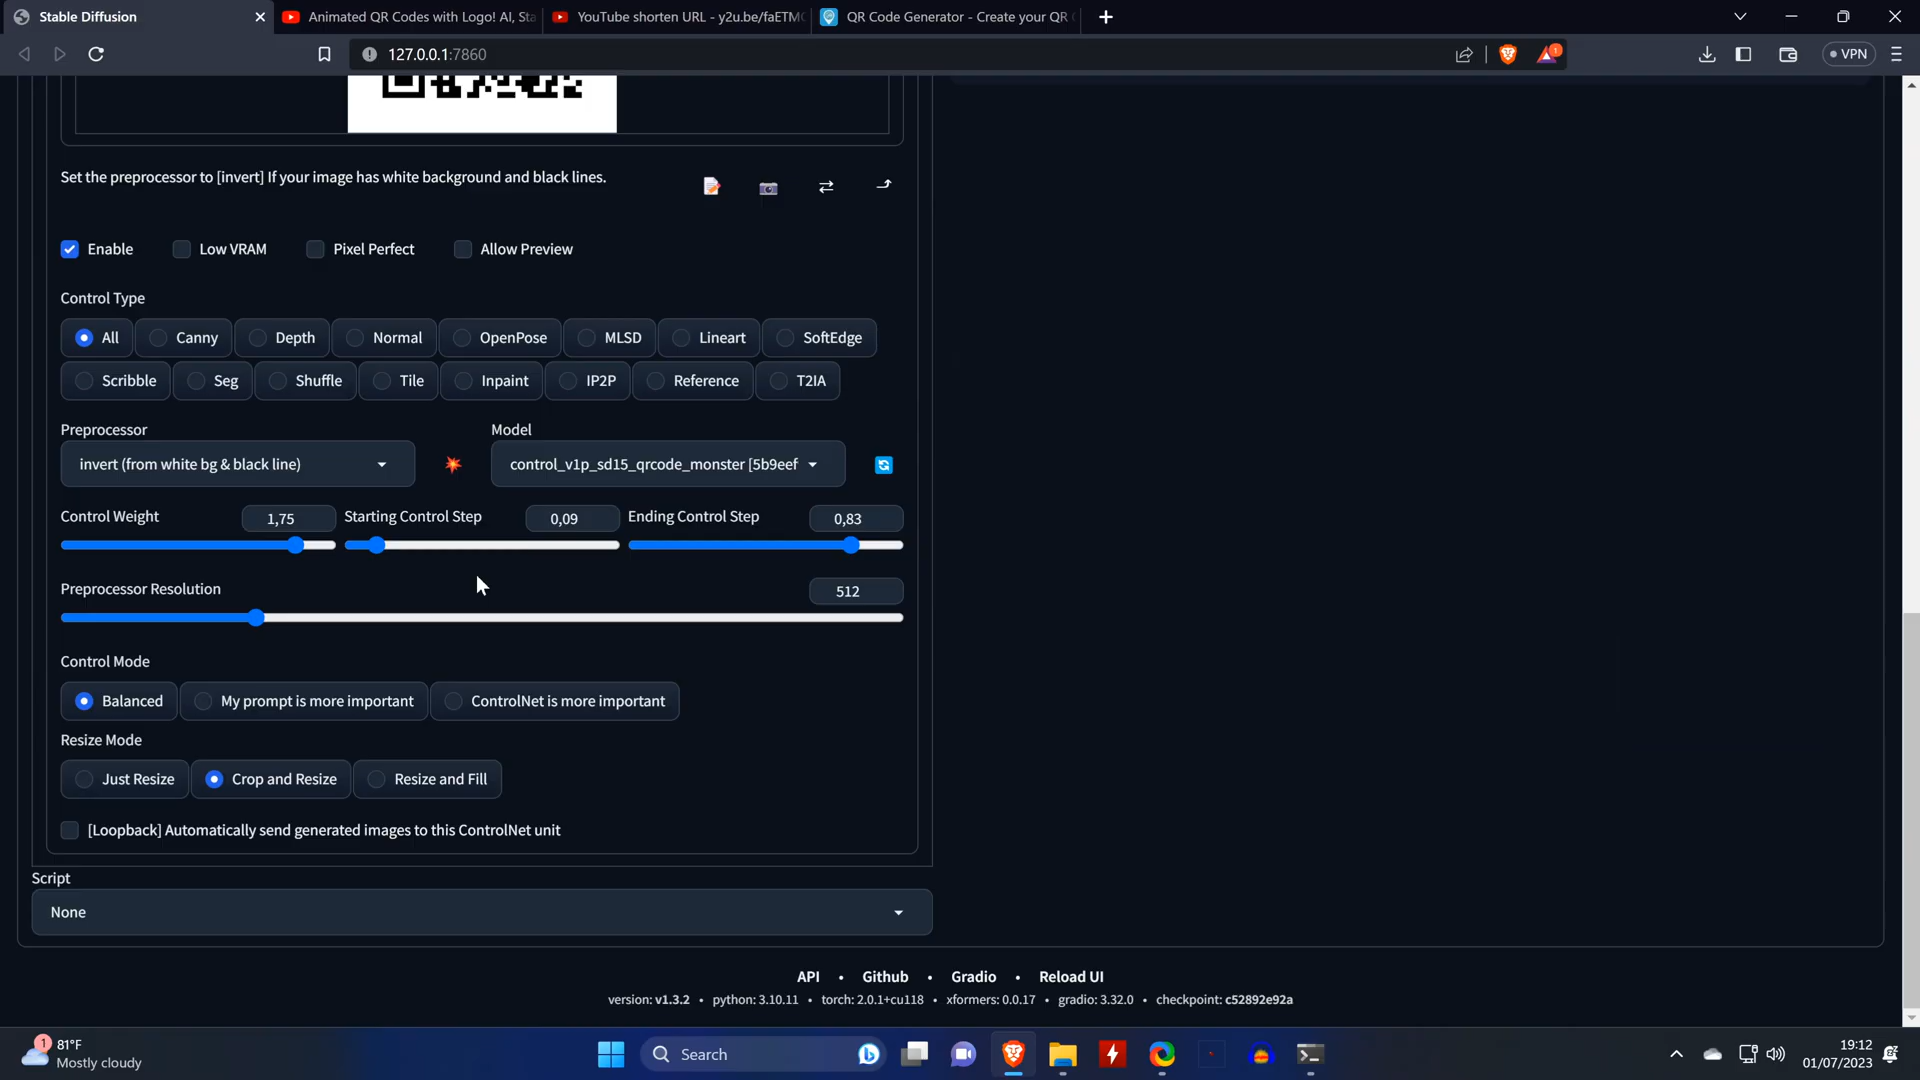 Stable Diffusion
Animated QR Codes with Logo! AI, Sta
YouTube shorten URL - y2u.be/faETM
QR Code Generator - Create your QR
127.0.0.1:7860
1
VPN
Set the preprocessor to [invert] If your image has white background and black lines.
Enable
Low VRAM
Pixel Perfect
Allow Preview
Control Type
All
Canny
Depth
Normal
OpenPose
MLSD
Lineart
SoftEdge
Scribble
Seg
Shuffle
Tile
Inpaint
IP2P
Reference
T2IA
Preprocessor
Model
invert (from white bg & black line)
control_v1p_sd15_qrcode_monster [5b9eef
Control Weight
1,75
Starting Control Step
0,09
Ending Control Step
0,83
Preprocessor Resolution
512
Control Mode
Balanced
My prompt is more important
ControlNet is more important
Resize Mode
Just Resize
Crop and Resize
Resize and Fill
[Loopback] Automatically send generated images to this ControlNet unit
Script
None
API • Github • Gradio • Reload UI
version: v1.3.2 • python: 3.10.11 • torch: 2.0.1+cu118 • xformers: 0.0.17 • gradio: 3.32.0 • checkpoint: c52892e92a
1
81°F
Mostly cloudy
Search
19:12
01/07/2023